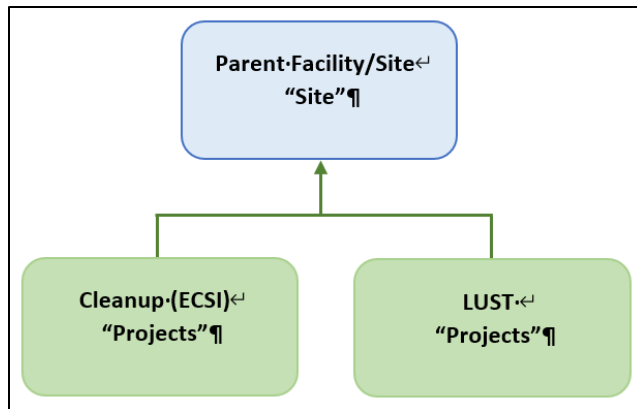 Parent·Facility/Site↵
“Site”¶
Cleanup·(ECSI)↵
“Projects”¶
LUST·↵
“Projects”¶